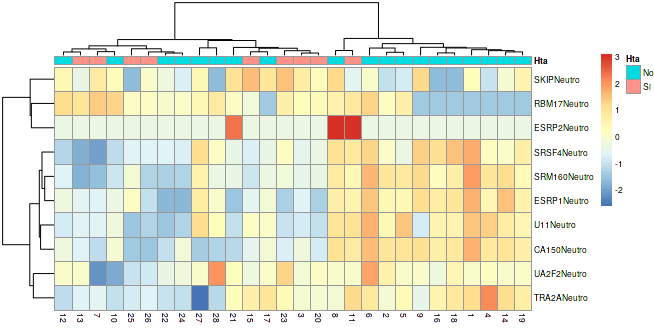 Hta
SKIPNeutro
RBM17Neutro
ESRP2Neutro
SRSF4Neutro
SRM160Neutro
ESRP1Neutro
U11Neutro
CA150Neutro
UA2F2Neutro
TRA2ANeutro
12 13 7 10 25 26 22 24 27 28 21 15 17 23 3 20 8 11 6 2 5 9 16 18 1 4 14 19
3
2
1
0
-1
-2
Hta
No
Si